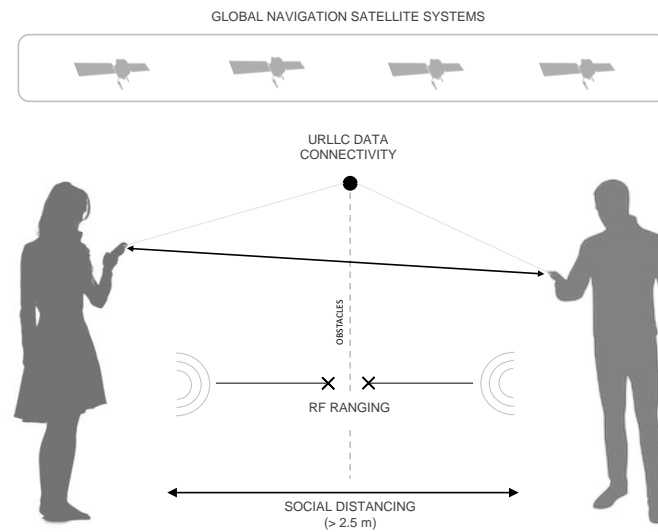 GLOBAL NAVIGATION SATELLITE SYSTEMS
URLLC DATA
CONNECTIVITY
OBSTACLES
RF RANGING
SOCIAL DISTANCING
(> 2.5 m)